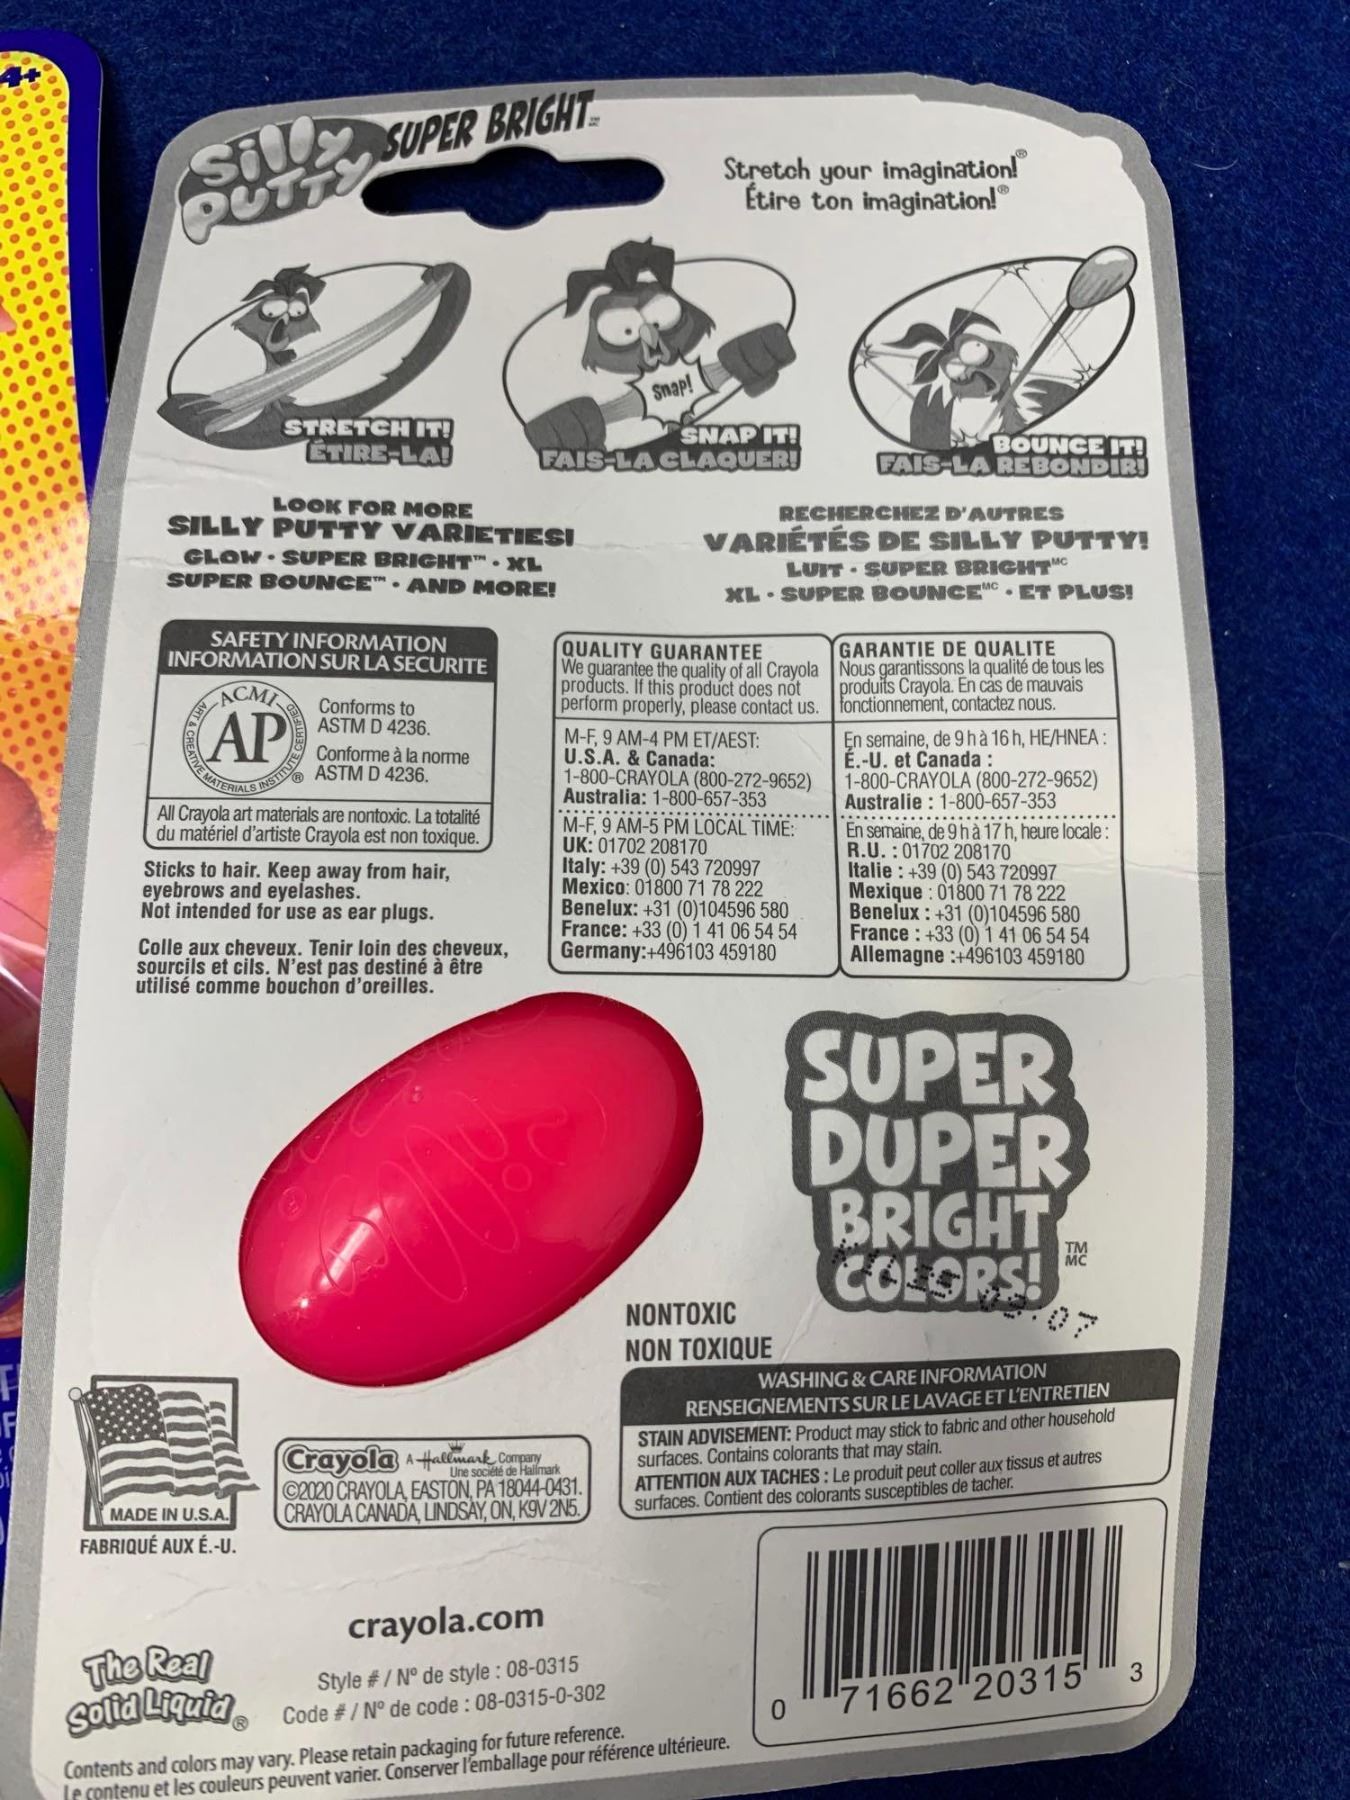 4+
Silly PUTTY SUPER BRIGHT™
MC
Stretch your imagination!®
Étire ton imagination!®
STRETCH IT!
ÉTIRE-LA!
Snap!
SNAP IT!
FAIS-LA CLAQUER!
BOUNCE IT!
FAIS-LA REBONDIR!
LOOK FOR MORE
SILLY PUTTY VARIETIES!
GLOW • SUPER BRIGHT™ • XL
SUPER BOUNCE™ • AND MORE!
RECHERCHEZ D'AUTRES
VARIÉTÉS DE SILLY PUTTY!
LUIT • SUPER BRIGHT MC
XL • SUPER BOUNCE MC • ET PLUS!
SAFETY INFORMATION
INFORMATION SUR LA SECURITE
ACMI
AP
ART & CREATIVE MATERIALS INSTITUTE CERTIFIED
®
Conforms to
ASTM D 4236.
Conforme à la norme
ASTM D 4236.
All Crayola art materials are nontoxic. La totalité
du matériel d'artiste Crayola est non toxique.
Sticks to hair. Keep away from hair,
eyebrows and eyelashes.
Not intended for use as ear plugs.
Colle aux cheveux. Tenir loin des cheveux,
sourcils et cils. N'est pas destiné à être
utilisé comme bouchon d'oreilles.
QUALITY GUARANTEE
We guarantee the quality of all Crayola
products. If this product does not
perform properly, please contact us.
M-F, 9 AM-4 PM ET/AEST:
U.S.A. & Canada:
1-800-CRAYOLA (800-272-9652)
Australia: 1-800-657-353
M-F, 9 AM-5 PM LOCAL TIME:
UK: 01702 208170
Italy: +39 (0) 543 720997
Mexico: 01800 71 78 222
Benelux: +31 (0)104596 580
France: +33 (0) 1 41 06 54 54
Germany:+496103 459180
GARANTIE DE QUALITE
Nous garantissons la qualité de tous les
produits Crayola. En cas de mauvais
fonctionnement, contactez nous.
En semaine, de 9 h à 16 h, HE/HNEA :
É.-U. et Canada :
1-800-CRAYOLA (800-272-9652)
Australie : 1-800-657-353
En semaine, de 9 h à 17 h, heure locale :
R.U. : 01702 208170
Italie : +39 (0) 543 720997
Mexique : 01800 71 78 222
Benelux : +31 (0)104596 580
France : +33 (0) 1 41 06 54 54
Allemagne :+496103 459180
SUPER
DUPER
BRIGHT
COLORS!
TM
MC
NONTOXIC
NON TOXIQUE
WASHING & CARE INFORMATION
RENSEIGNEMENTS SUR LE LAVAGE ET L'ENTRETIEN
STAIN ADVISEMENT: Product may stick to fabric and other household
surfaces. Contains colorants that may stain.
ATTENTION AUX TACHES : Le produit peut coller aux tissus et autres
surfaces. Contient des colorants susceptibles de tacher.
MADE IN U.S.A.
FABRIQUÉ AUX É.-U.
Crayola A Hallmark Company
Une société de Hallmark
©2020 CRAYOLA, EASTON, PA 18044-0431.
CRAYOLA CANADA, LINDSAY, ON, K9V 2N5.
crayola.com
The Real
Solid Liquid®
Style # / Nº de style : 08-0315
Code # / Nº de code : 08-0315-0-302
0 71662 20315 3
Contents and colors may vary. Please retain packaging for future reference.
Le contenu et les couleurs peuvent varier. Conserver l'emballage pour référence ultérieure.